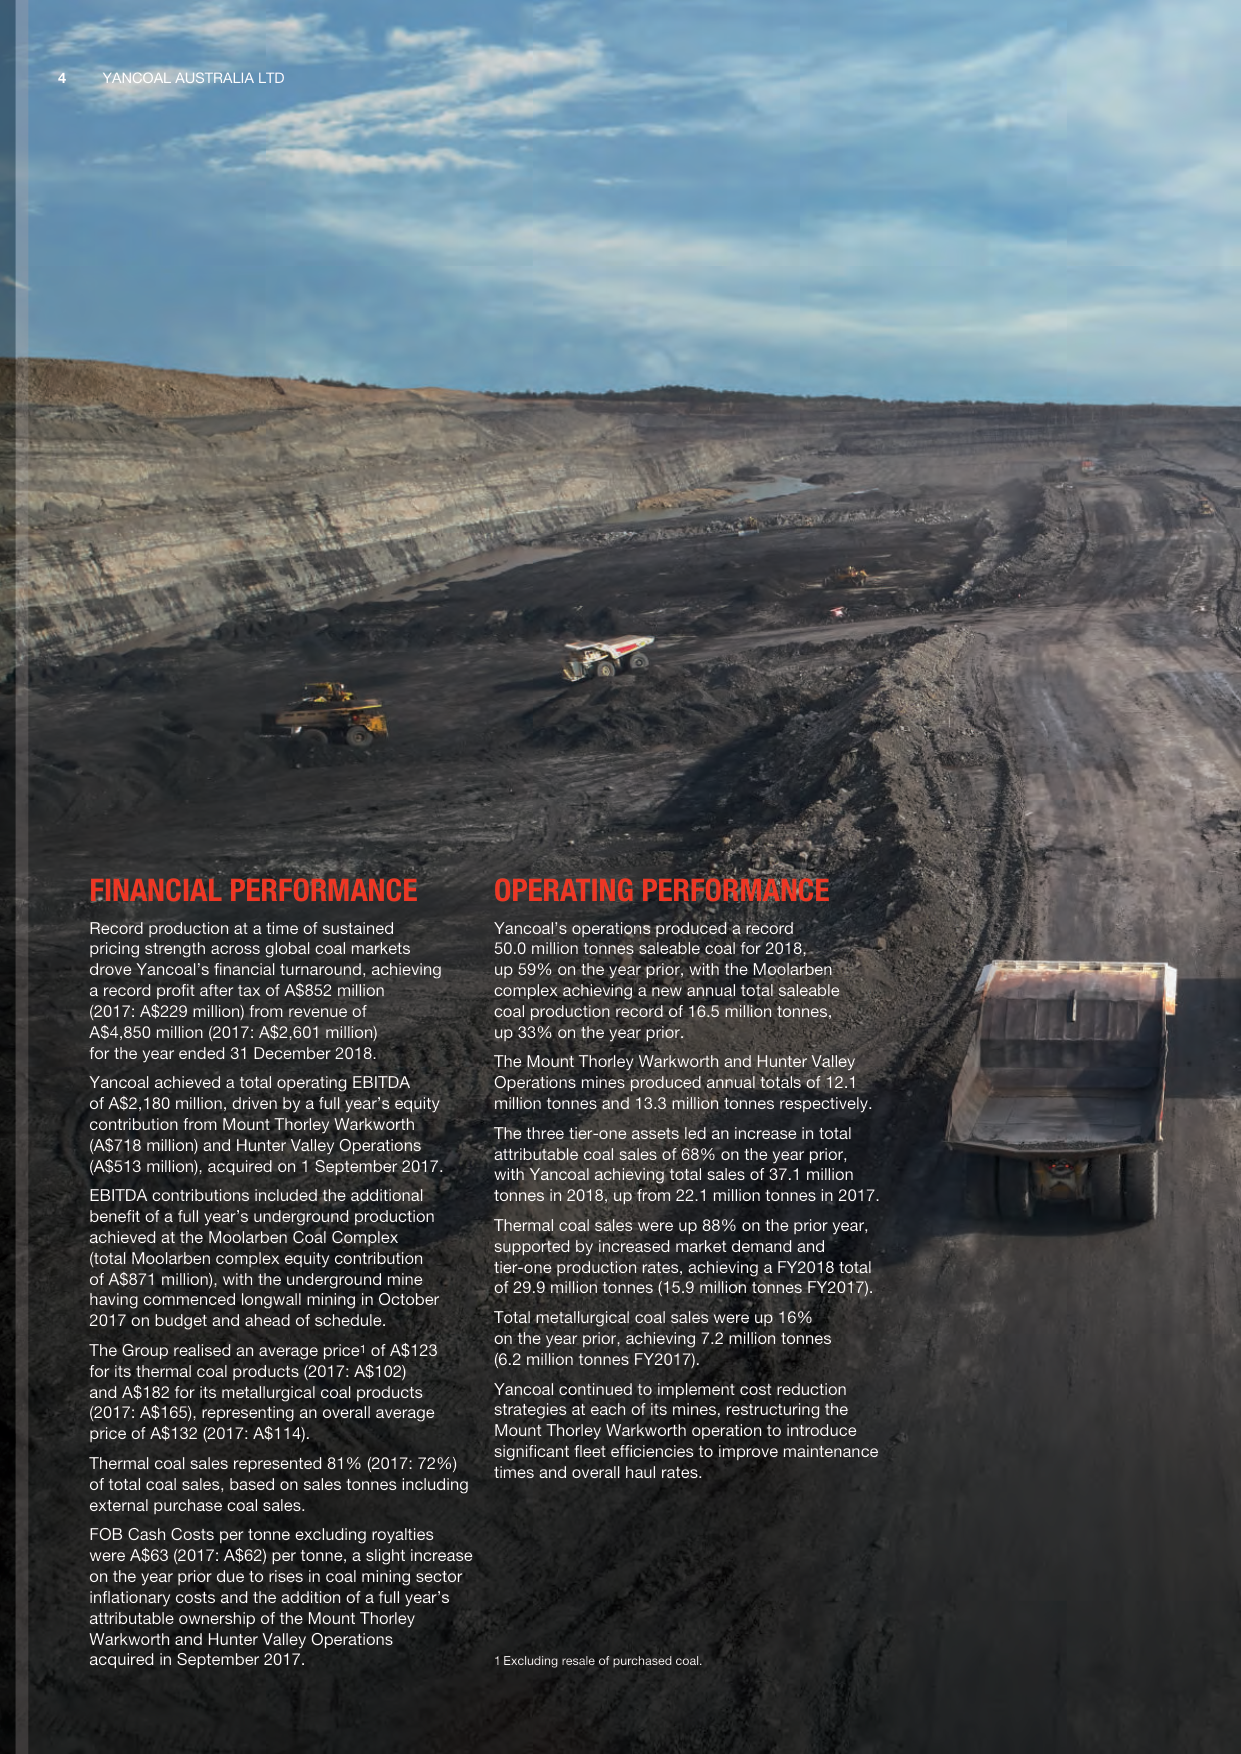 4 YANCOAL AUSTRALIA LTD
FINANCIAL PERFORMANCE
Record production at a time of sustained
pricing strength across global coal markets
drove Yancoal's financial turnaround, achieving
a record profit after tax of A$852 million
(2017: A$229 million) from revenue of
A$4,850 million (2017: A$2,601 million)
for the year ended 31 December 2018.
Yancoal achieved a total operating EBITDA
of A$2,180 million, driven by a full year's equity
contribution from Mount Thorley Warkworth
(A$718 million) and Hunter Valley Operations
(A$513 million), acquired on 1 September 2017.
EBITDA contributions included the additional
benefit of a full year's underground production
achieved at the Moolarben Coal Complex
(total Moolarben complex equity contribution
of A$871 million), with the underground mine
having commenced longwall mining in October
2017 on budget and ahead of schedule.
The Group realised an average price¹ of A$123
for its thermal coal products (2017: A$102)
and A$182 for its metallurgical coal products
(2017: A$165), representing an overall average
price of A$132 (2017: A$114).
Thermal coal sales represented 81% (2017: 72%)
of total coal sales, based on sales tonnes including
external purchase coal sales.
FOB Cash Costs per tonne excluding royalties
were A$63 (2017: A$62) per tonne, a slight increase
on the year prior due to rises in coal mining sector
inflationary costs and the addition of a full year's
attributable ownership of the Mount Thorley
Warkworth and Hunter Valley Operations
acquired in September 2017.
OPERATING PERFORMANCE
Yancoal's operations produced a record
50.0 million tonnes saleable coal for 2018,
up 59% on the year prior, with the Moolarben
complex achieving a new annual total saleable
coal production record of 16.5 million tonnes,
up 33% on the year prior.
The Mount Thorley Warkworth and Hunter Valley
Operations mines produced annual totals of 12.1
million tonnes and 13.3 million tonnes respectively.
The three tier-one assets led an increase in total
attributable coal sales of 68% on the year prior,
with Yancoal achieving total sales of 37.1 million
tonnes in 2018, up from 22.1 million tonnes in 2017.
Thermal coal sales were up 88% on the prior year,
supported by increased market demand and
tier-one production rates, achieving a FY2018 total
of 29.9 million tonnes (15.9 million tonnes FY2017).
Total metallurgical coal sales were up 16%
on the year prior, achieving 7.2 million tonnes
(6.2 million tonnes FY2017).
Yancoal continued to implement cost reduction
strategies at each of its mines, restructuring the
Mount Thorley Warkworth operation to introduce
significant fleet efficiencies to improve maintenance
times and overall haul rates.
1 Excluding resale of purchased coal.